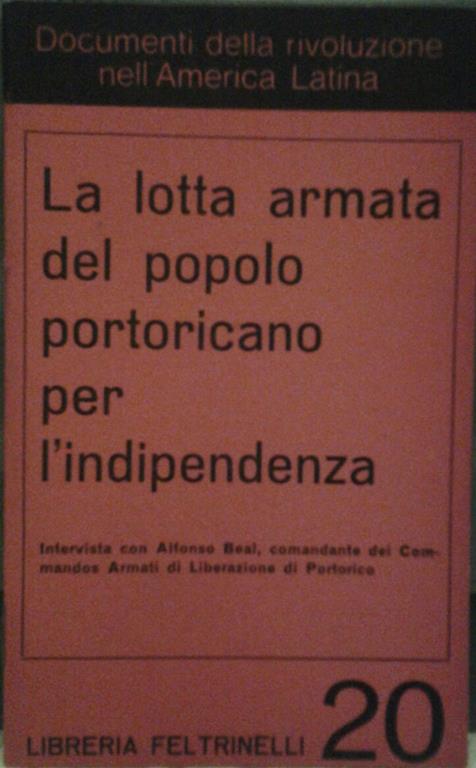 Documenti della rivoluzione
nell'America Latina
La lotta armata
del popolo
portoricano
per
l'indipendenza
Intervista con Alfonso Beal, comandante dei Com-
mandos Armati di Liberazione di Portorico
LIBRERIA FELTRINELLI 20